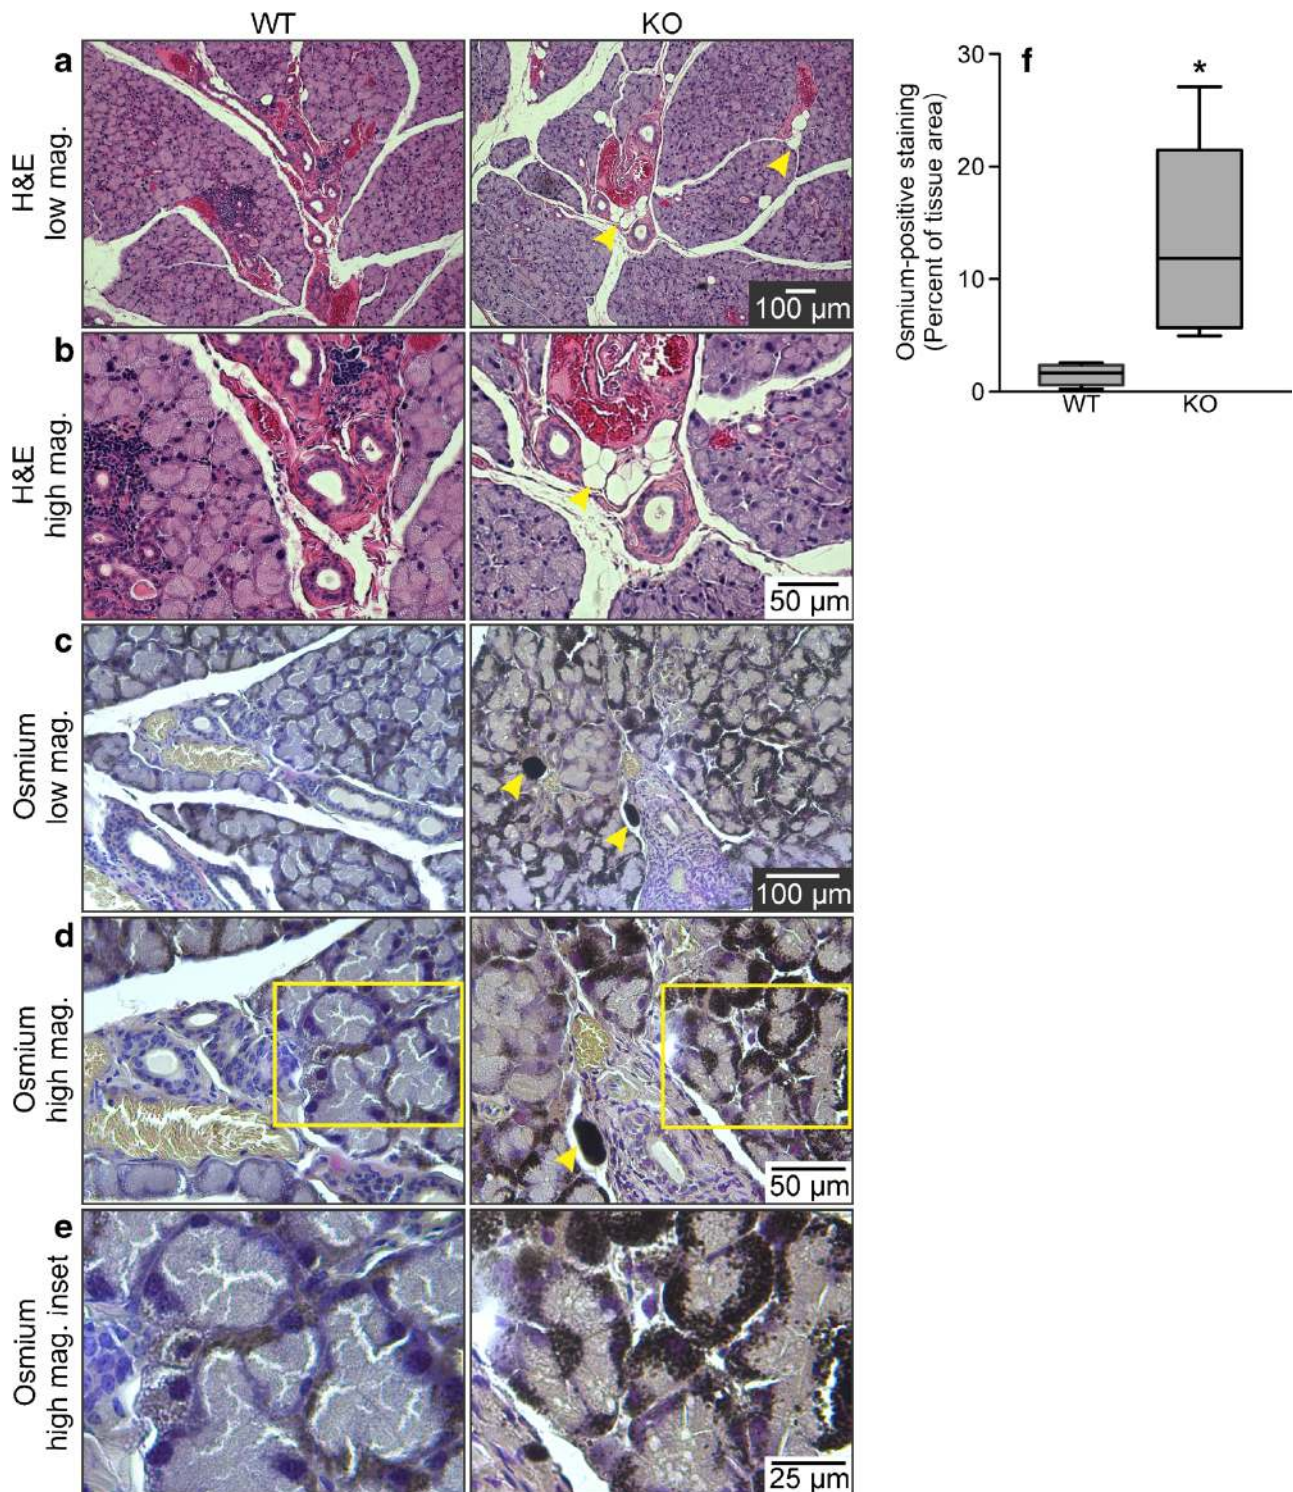 WT
KO
a
H&E
low mag.
100 µm
b
H&E
high mag.
50 µm
c
Osmium
low mag.
100 µm
d
Osmium
high mag.
50 µm
e
Osmium
high mag. inset
25 µm
f
Osmium-positive staining
(Percent of tissue area)
30
20
10
0
*
WT
KO